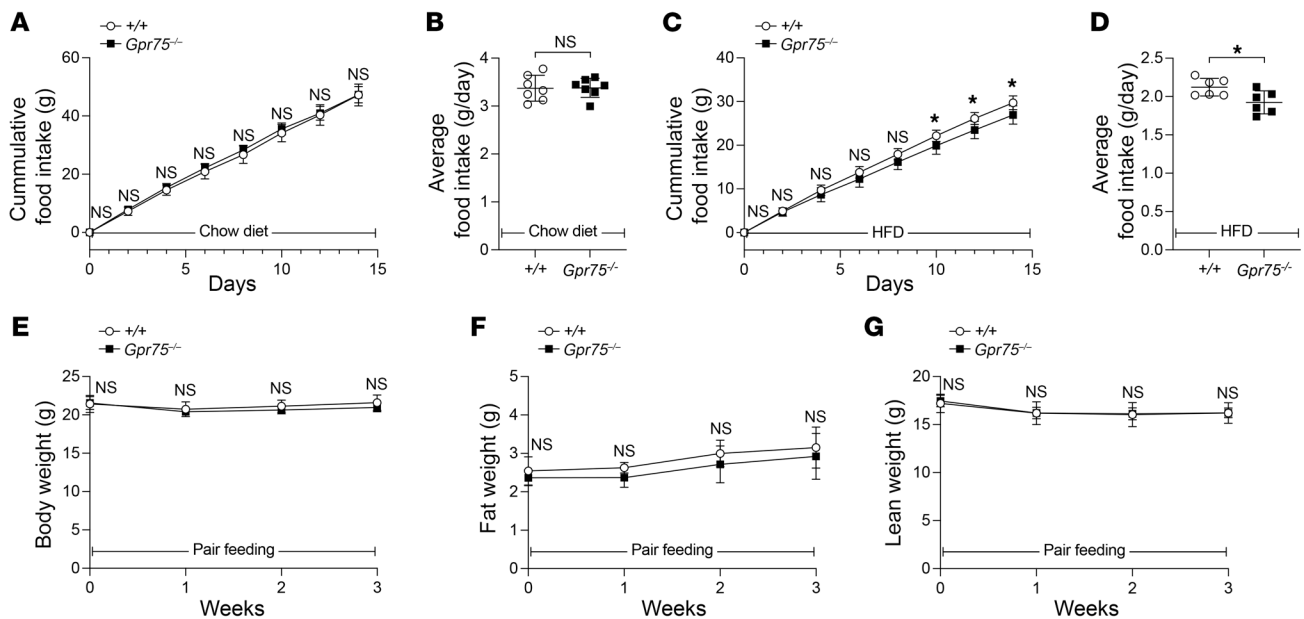 A
+/+
Gpr75–/–
Cummulative
food intake (g)
60
40
20
0
NS NS NS NS NS NS NS NS
Chow diet
0 5 10 15
Days
B
NS
Average
food intake (g/day)
4
3
2
1
0
Chow diet
+/+ Gpr75-/-
C
+/+
Gpr75–/–
Cummulative
food intake (g)
40
30
20
10
0
NS NS NS NS NS * * *
HFD
0 5 10 15
Days
D
*
Average
food intake (g/day)
2.5
2.0
1.5
1.0
0.5
0.0
HFD
+/+ Gpr75-/-
E
+/+
Gpr75–/–
Body weight (g)
25
20
15
10
5
0
NS NS NS NS
Pair feeding
0 1 2 3
Weeks
F
+/+
Gpr75–/–
Fat weight (g)
5
4
3
2
1
0
NS NS NS NS
Pair feeding
0 1 2 3
Weeks
G
+/+
Gpr75–/–
Lean weight (g)
20
15
10
5
0
NS NS NS NS
Pair feeding
0 1 2 3
Weeks